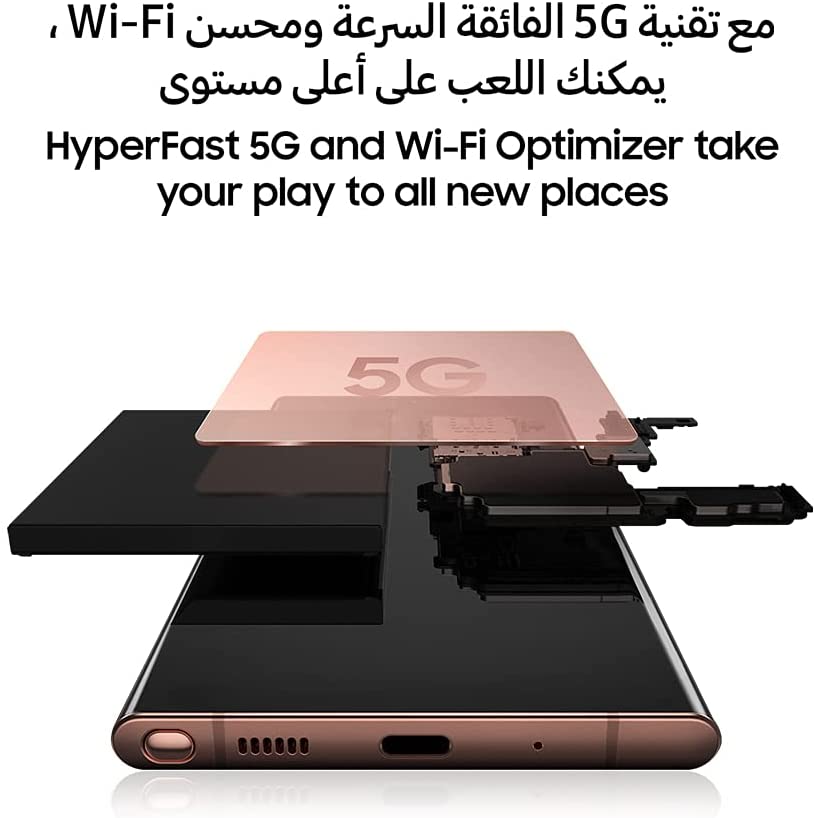 مع تقنية 5G الفائقة السرعة ومحسن Wi-Fi ،
يمكنك اللعب على أعلى مستوى
HyperFast 5G and Wi-Fi Optimizer take
your play to all new places
5G